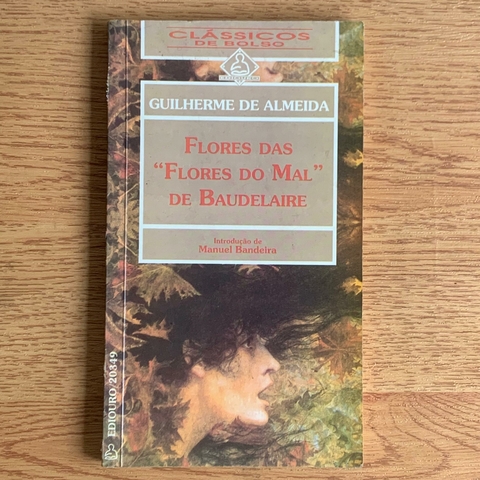 CLÁSSICOS
DE BOLSO
GUILHERME DE ALMEIDA
FLORES DAS
“FLORES DO MAL”
DE BAUDELAIRE
Introdução de
Manuel Bandeira
EDIOURO 20349